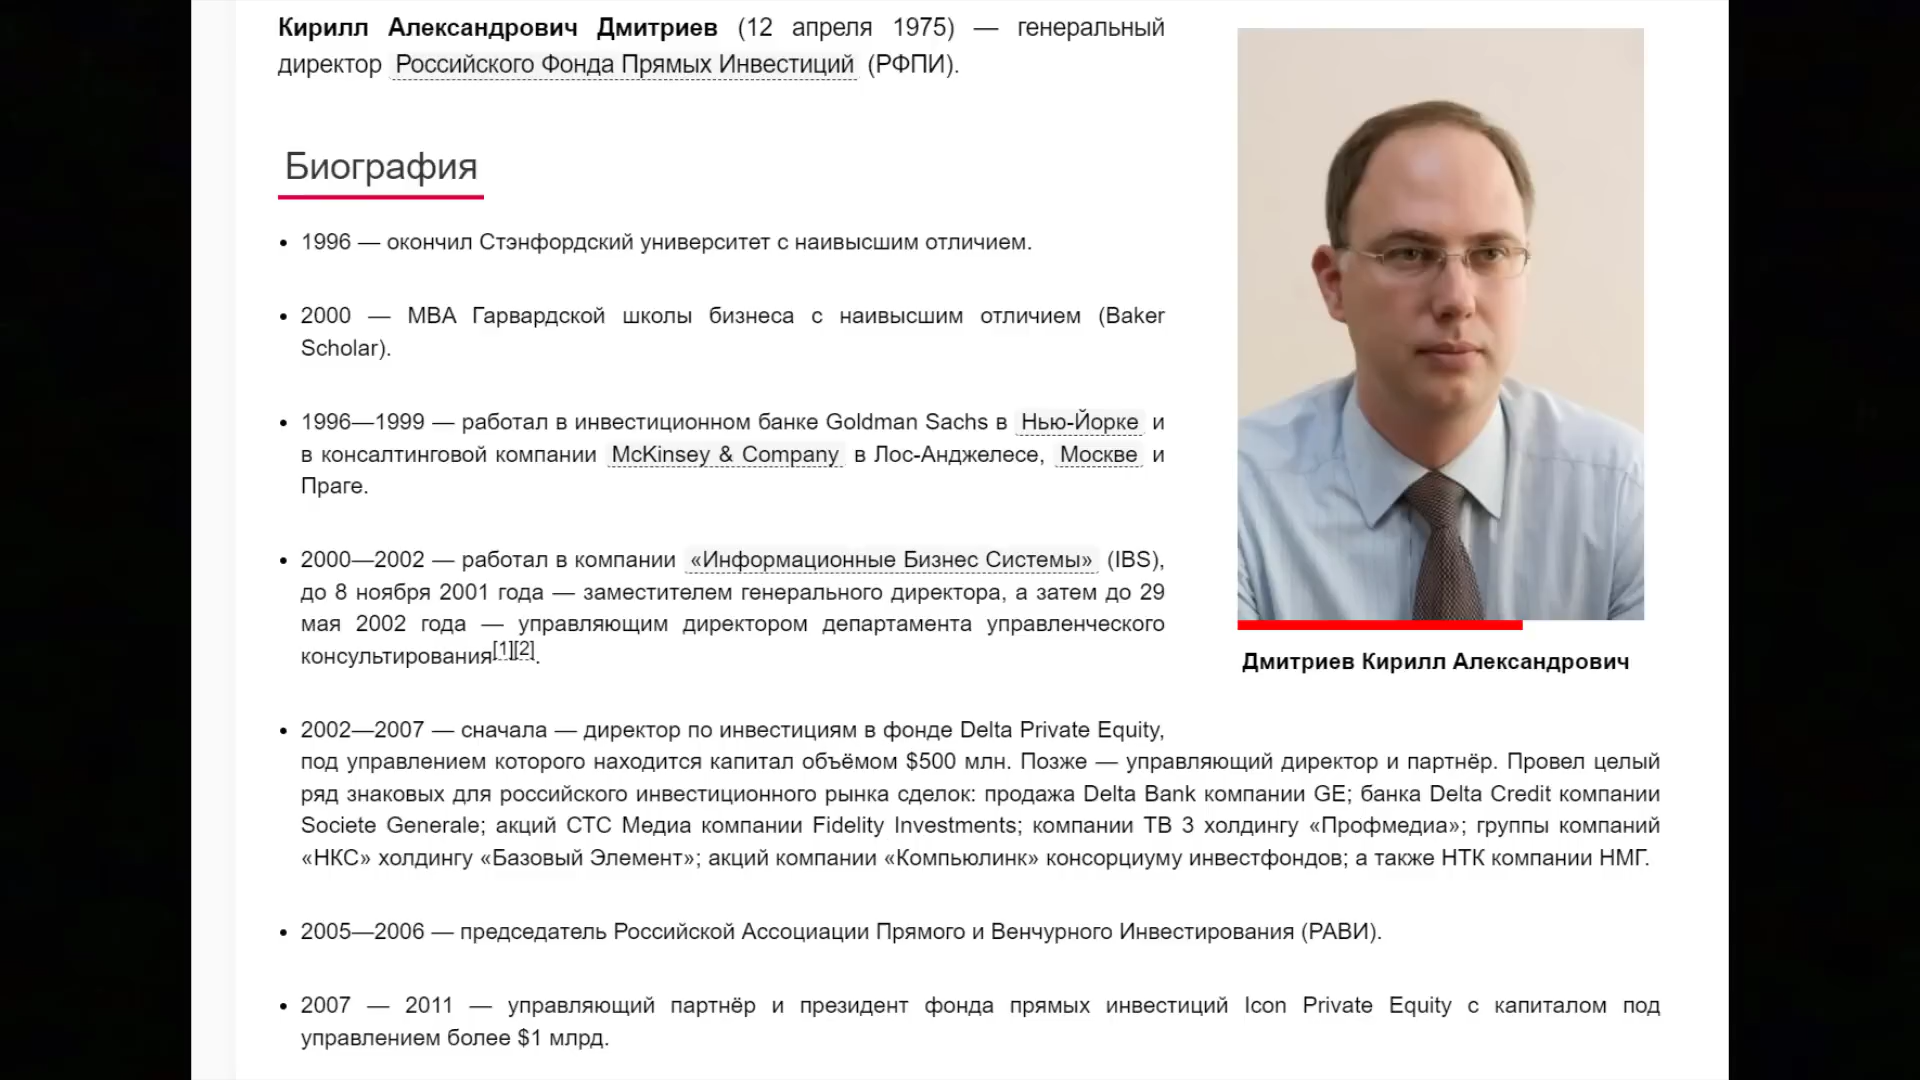 Кирилл Александрович Дмитриев (12 апреля 1975) — генеральный
директор Российского Фонда Прямых Инвестиций (РФПИ).
Биография
• 1996 — окончил Стэнфордский университет с наивысшим отличием.
• 2000 — MBA Гарвардской школы бизнеса с наивысшим отличием (Baker
Scholar).
• 1996—1999 — работал в инвестиционном банке Goldman Sachs в Нью-Йорке и
в консалтинговой компании McKinsey & Company в Лос-Анджелесе, Москве и
Праге.
• 2000—2002 — работал в компании «Информационные Бизнес Системы» (IBS),
до 8 ноября 2001 года — заместителем генерального директора, а затем до 29
мая 2002 года — управляющим директором департамента управленческого
консультирования[1][2].
Дмитриев Кирилл Александрович
• 2002—2007 — сначала — директор по инвестициям в фонде Delta Private Equity,
под управлением которого находится капитал объёмом $500 млн. Позже — управляющий директор и партнёр. Провел целый
ряд знаковых для российского инвестиционного рынка сделок: продажа Delta Bank компании GE; банка Delta Credit компании
Societe Generale; акций СТС Медиа компании Fidelity Investments; компании ТВ 3 холдингу «Профмедиа»; группы компаний
«НКС» холдингу «Базовый Элемент»; акций компании «Компьюлинк» консорциуму инвестфондов; а также НТК компании НМГ.
• 2005—2006 — председатель Российской Ассоциации Прямого и Венчурного Инвестирования (РАВИ).
• 2007 — 2011 — управляющий партнёр и президент фонда прямых инвестиций Icon Private Equity с капиталом под
управлением более $1 млрд.